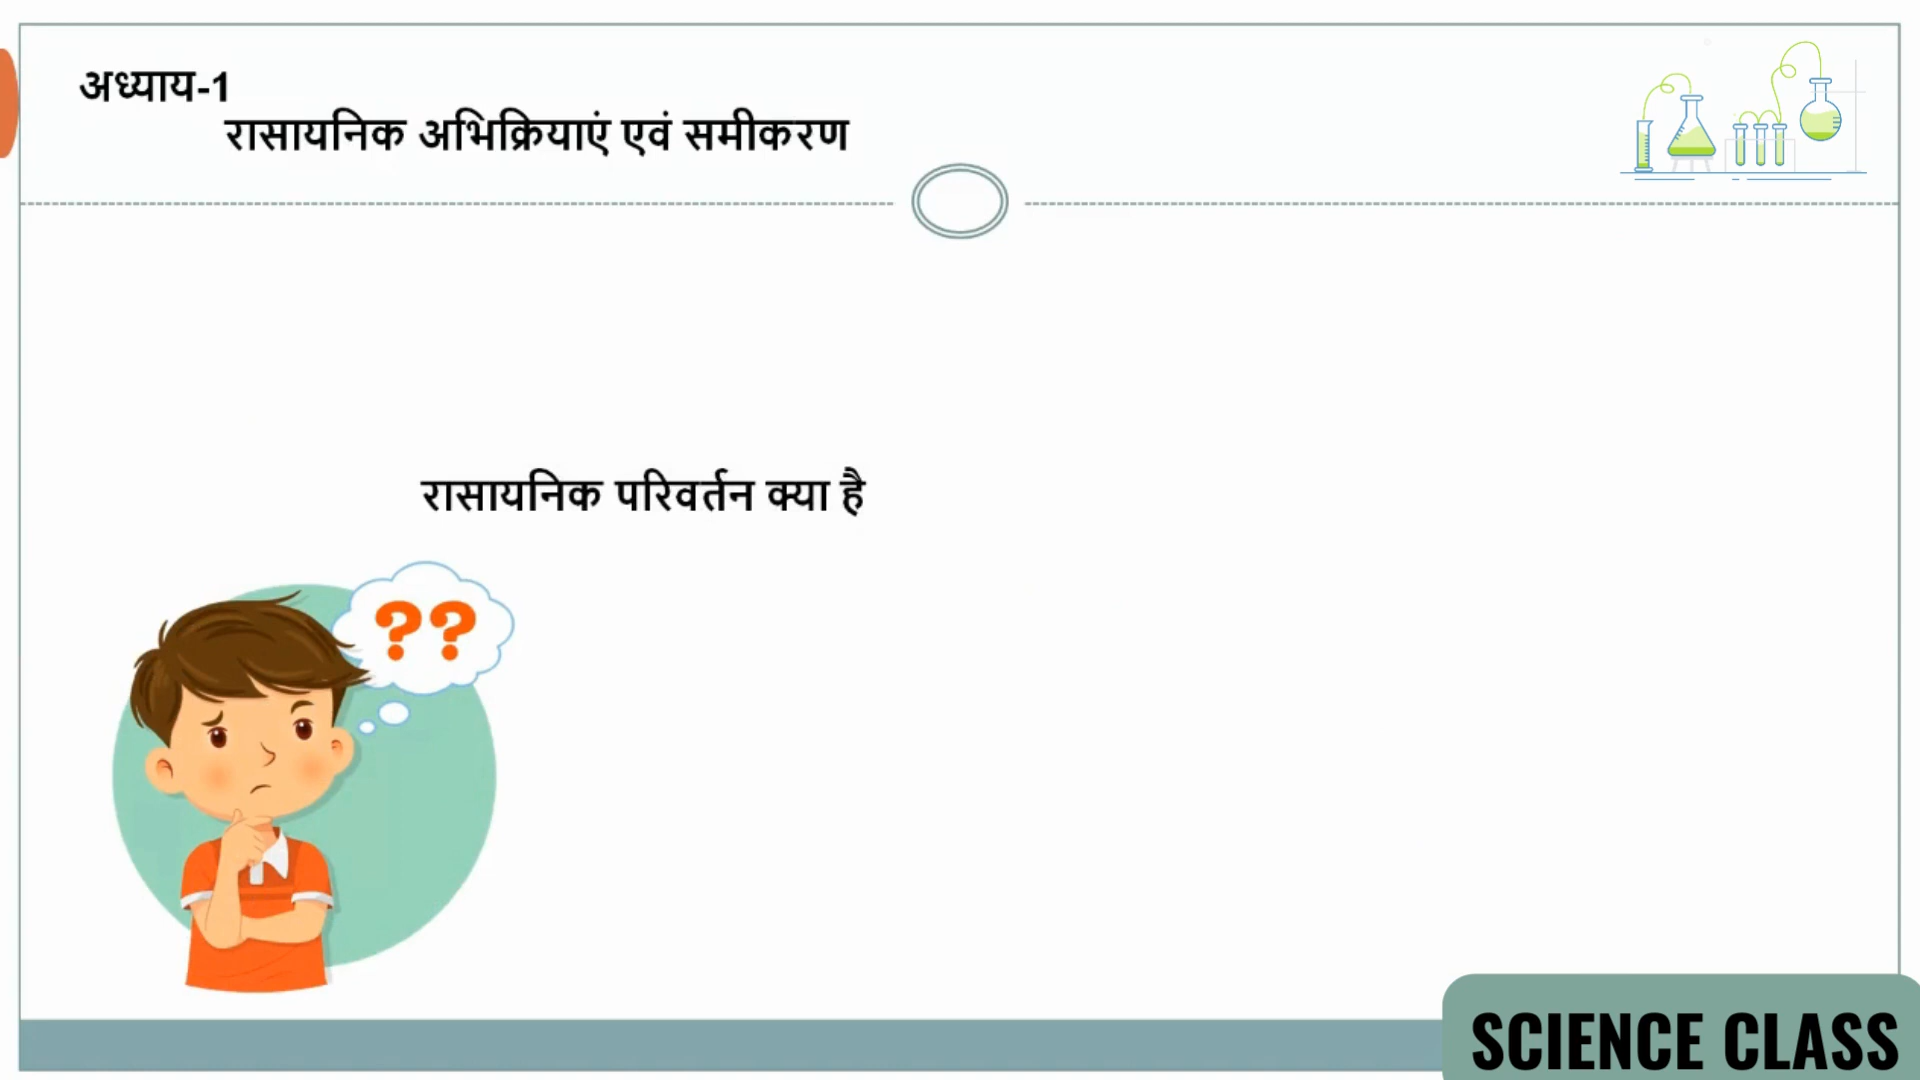 अध्याय-1
रासायनिक अभिक्रियाएं एवं समीकरण
रासायनिक परिवर्तन क्या है
??
SCIENCE CLASS